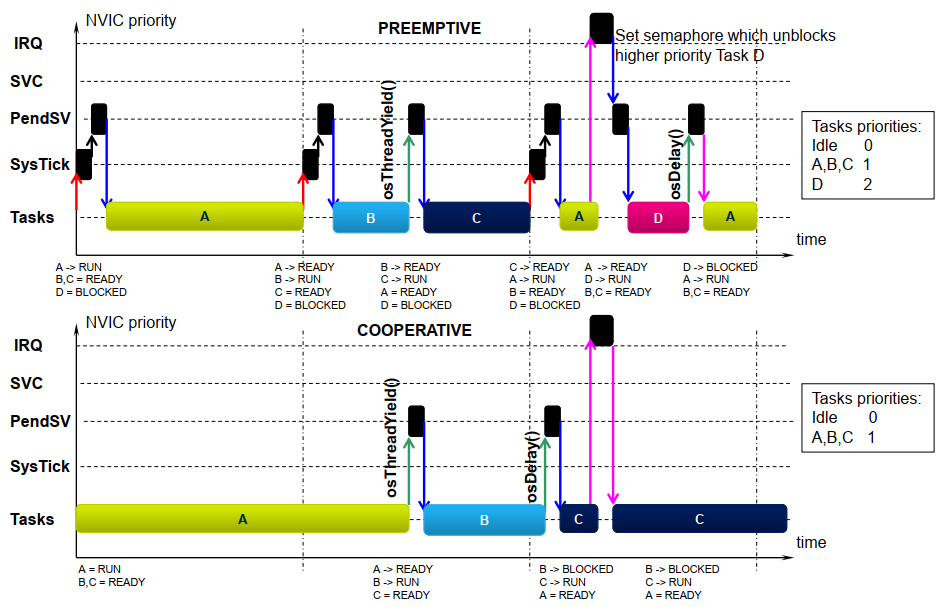 NVIC priority
PREEMPTIVE
IRQ
Set semaphore which unblocks
higher priority Task D
SVC
PendSV
osThreadYield()
osDelay()
SysTick
Tasks
A
B
C
A
D
A
time
Tasks priorities:
Idle 0
A,B,C 1
D 2
A -> RUN
B,C = READY
D = BLOCKED
A -> READY
B -> RUN
C = READY
D = BLOCKED
B -> READY
C -> RUN
A = READY
D = BLOCKED
C -> READY
A -> RUN
B = READY
D = BLOCKED
A -> READY
D -> RUN
B,C = READY
D -> BLOCKED
A -> RUN
B,C = READY
NVIC priority
COOPERATIVE
IRQ
SVC
PendSV
osThreadYield()
osDelay()
SysTick
Tasks
A
B
C
C
time
Tasks priorities:
Idle 0
A,B,C 1
A = RUN
B,C = READY
A -> READY
B -> RUN
C = READY
B -> BLOCKED
C -> RUN
A = READY
B -> BLOCKED
C -> RUN
A = READY